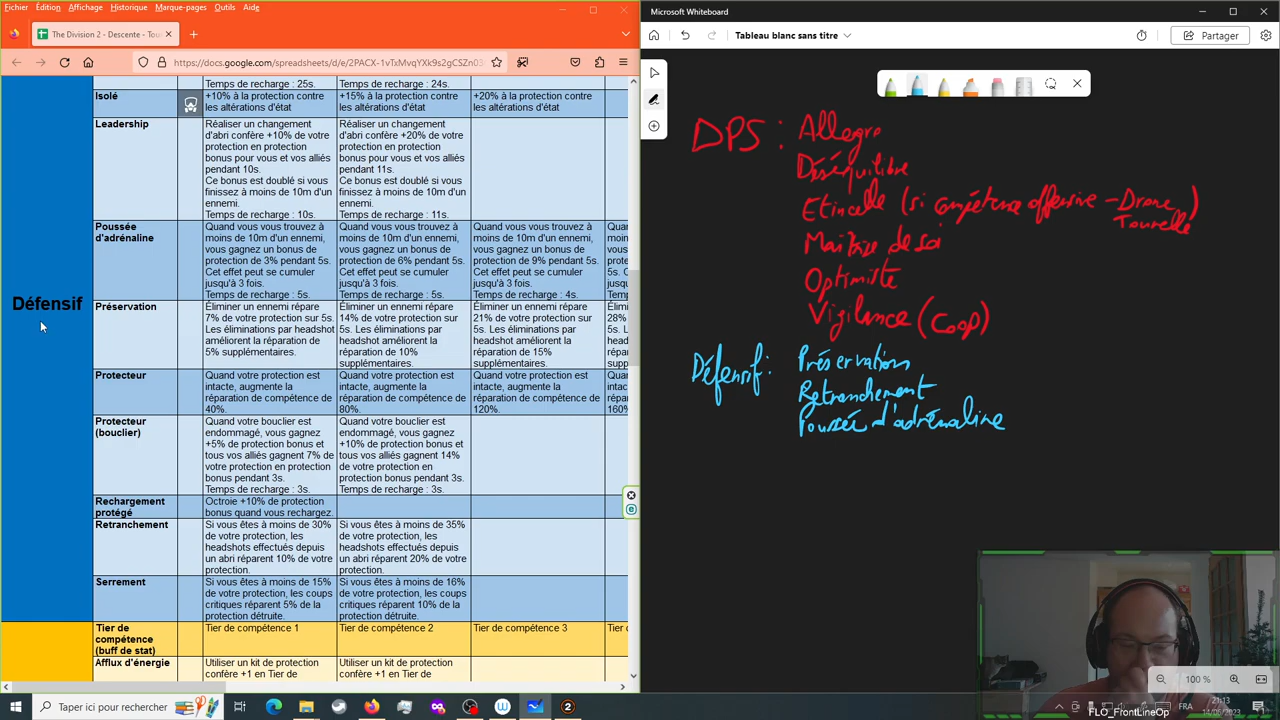 Fichier Édition Affichage Historique Marque-pages Outils Aide
The Division 2 - Descente - Tou
https://docs.google.com/spreadsheets/d/e/2PACX-1vTxMvqYXk9s2gCSZn03
Temps de recharge : 25s. Temps de recharge : 24s.
Isolé
+10% à la protection contre
les altérations d'état
+15% à la protection contre
les altérations d'état
+20% à la protection contre
les altérations d'état
Leadership
Réaliser un changement
d'abri confère +10% de votre
protection en protection
bonus pour vous et vos alliés
pendant 10s.
Ce bonus est doublé si vous
finissez à moins de 10m d'un
ennemi.
Temps de recharge : 10s.
Réaliser un changement
d'abri confère +20% de votre
protection en protection
bonus pour vous et vos alliés
pendant 11s.
Ce bonus est doublé si vous
finissez à moins de 10m d'un
ennemi.
Temps de recharge : 11s.
Défensif
Poussée
d'adrénaline
Quand vous vous trouvez à
moins de 10m d'un ennemi,
vous gagnez un bonus de
protection de 3% pendant 5s.
Cet effet peut se cumuler
jusqu'à 3 fois.
Temps de recharge : 5s.
Quand vous vous trouvez à
moins de 10m d'un ennemi,
vous gagnez un bonus de
protection de 6% pendant 5s.
Cet effet peut se cumuler
jusqu'à 3 fois.
Temps de recharge : 5s.
Quand vous vous trouvez à
moins de 10m d'un ennemi,
vous gagnez un bonus de
protection de 9% pendant 5s.
Cet effet peut se cumuler
jusqu'à 3 fois.
Temps de recharge : 4s.
Préservation
Éliminer un ennemi répare
7% de votre protection sur 5s.
Les éliminations par headshot
améliorent la réparation de
5% supplémentaires.
Éliminer un ennemi répare
14% de votre protection sur
5s. Les éliminations par
headshot améliorent la
réparation de 10%
supplémentaires.
Éliminer un ennemi répare
21% de votre protection sur
5s. Les éliminations par
headshot améliorent la
réparation de 15%
supplémentaires.
Protecteur
Quand votre protection est
intacte, augmente la
réparation de compétence de
40%.
Quand votre protection est
intacte, augmente la
réparation de compétence de
80%.
Quand votre protection est
intacte, augmente la
réparation de compétence de
120%.
160%
Protecteur
(bouclier)
Quand votre bouclier est
endommagé, vous gagnez
+5% de protection bonus et
tous vos alliés gagnent 7% de
votre protection en protection
bonus pendant 3s.
Temps de recharge : 3s.
Quand votre bouclier est
endommagé, vous gagnez
+10% de protection bonus et
tous vos alliés gagnent 14%
de votre protection en
protection bonus pendant 3s.
Temps de recharge : 3s.
Rechargement
protégé
Octroie +10% de protection
bonus quand vous rechargez.
Retranchement
Si vous êtes à moins de 30%
de votre protection, les
headshots effectués depuis
un abri réparent 10% de votre
protection.
Si vous êtes à moins de 35%
de votre protection, les
headshots effectués depuis
un abri réparent 20% de votre
protection.
Serrement
Si vous êtes à moins de 15%
de votre protection, les coups
critiques réparent 5% de la
protection détruite.
Si vous êtes à moins de 16%
de votre protection, les coups
critiques réparent 10% de la
protection détruite.
Tier de
compétence
(buff de stat)
Tier de compétence 1
Tier de compétence 2
Tier de compétence 3
Afflux d'énergie
Utiliser un kit de protection
confère +1 en Tier de
Utiliser un kit de protection
confère +1 en Tier de
Microsoft Whiteboard
Tableau blanc sans titre
Partager
DPS : Allegro
Déséquilibre
Etincelle (si compétence offensive - Drone
Tourelle)
Maitrise de soi
Optimiste
Vigilance (Coop)
Défensif : Préservation
Retranchement
Poussée d'adrénaline
100 %
Taper ici pour rechercher
FRA
21:13
14/06/2023
FLO_FrontLineOp